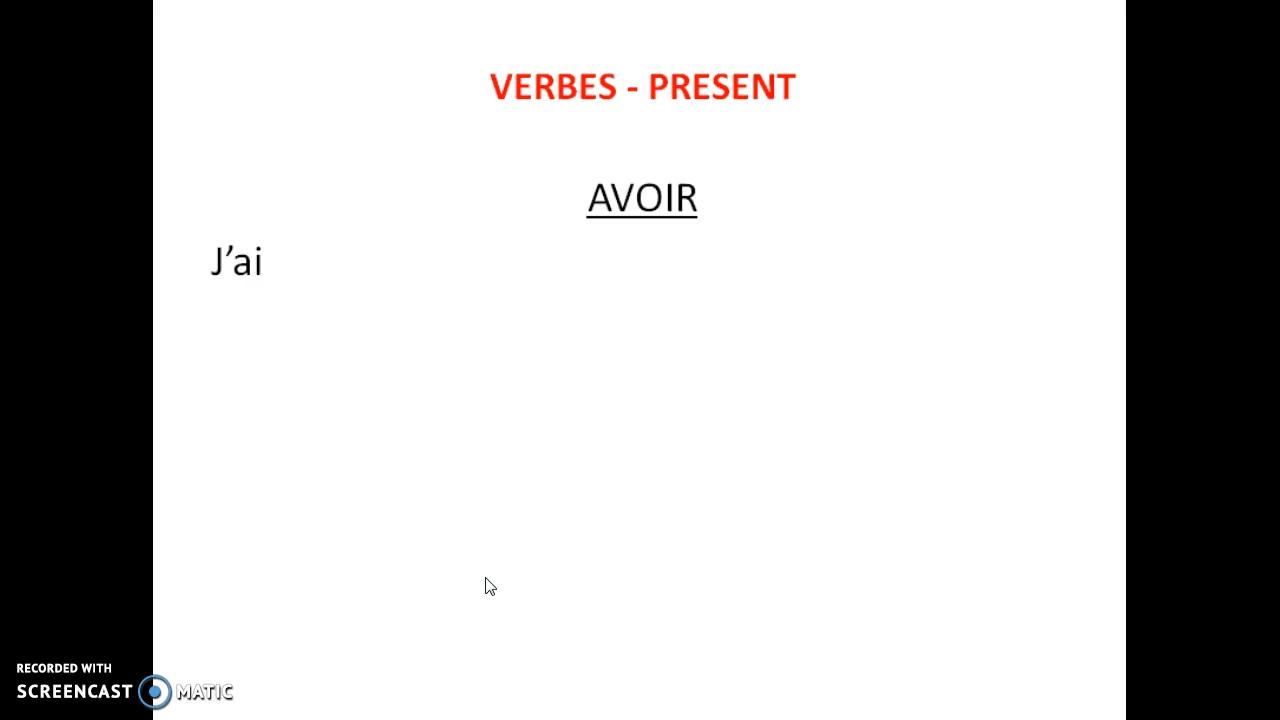 VERBES - PRESENT
AVOIR
J’ai
RECORDED WITH
SCREENCAST MATIC